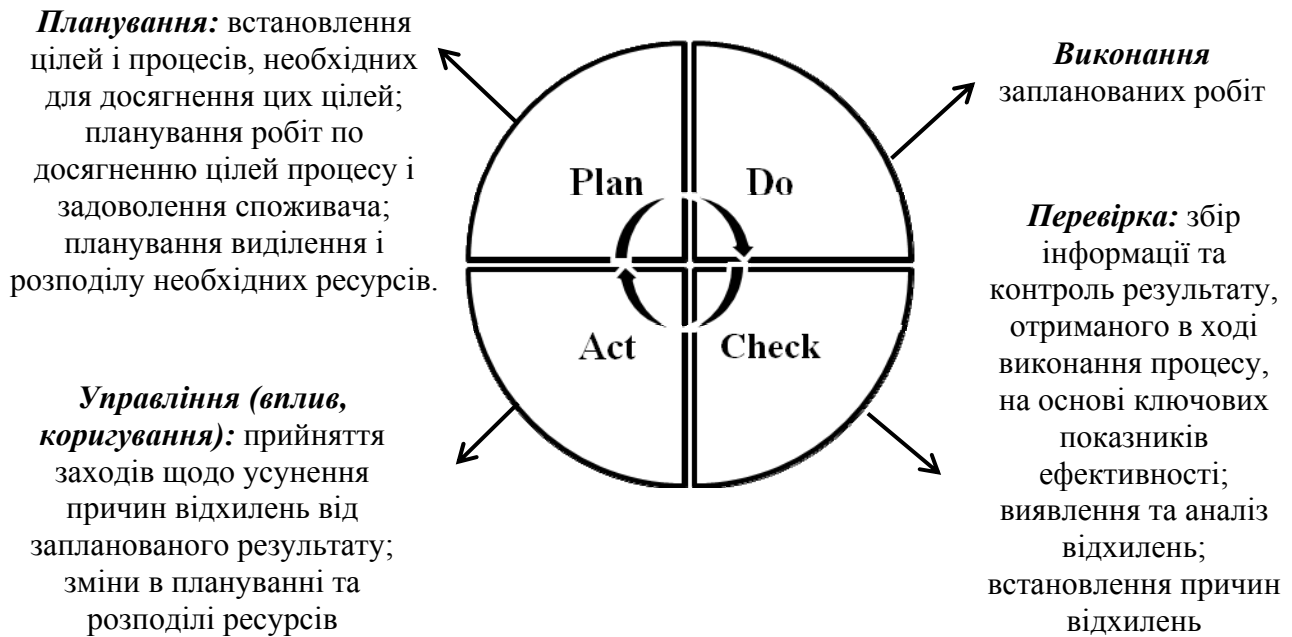 Планування: встановлення
цілей і процесів, необхідних
для досягнення цих цілей;
планування робіт по
досягненню цілей процесу і
задоволення споживача;
планування виділення і
розподілу необхідних ресурсів.
Plan
Do
Виконання
запланованих робіт
Act
Check
Перевірка: збір
інформації та
контроль результату,
отриманого в ході
виконання процесу,
на основі ключових
показників
ефективності;
виявлення та аналіз
відхилень;
встановлення причин
відхилень
Управління (вплив,
коригування): прийняття
заходів щодо усунення
причин відхилень від
запланованого результату;
зміни в плануванні та
розподілі ресурсів